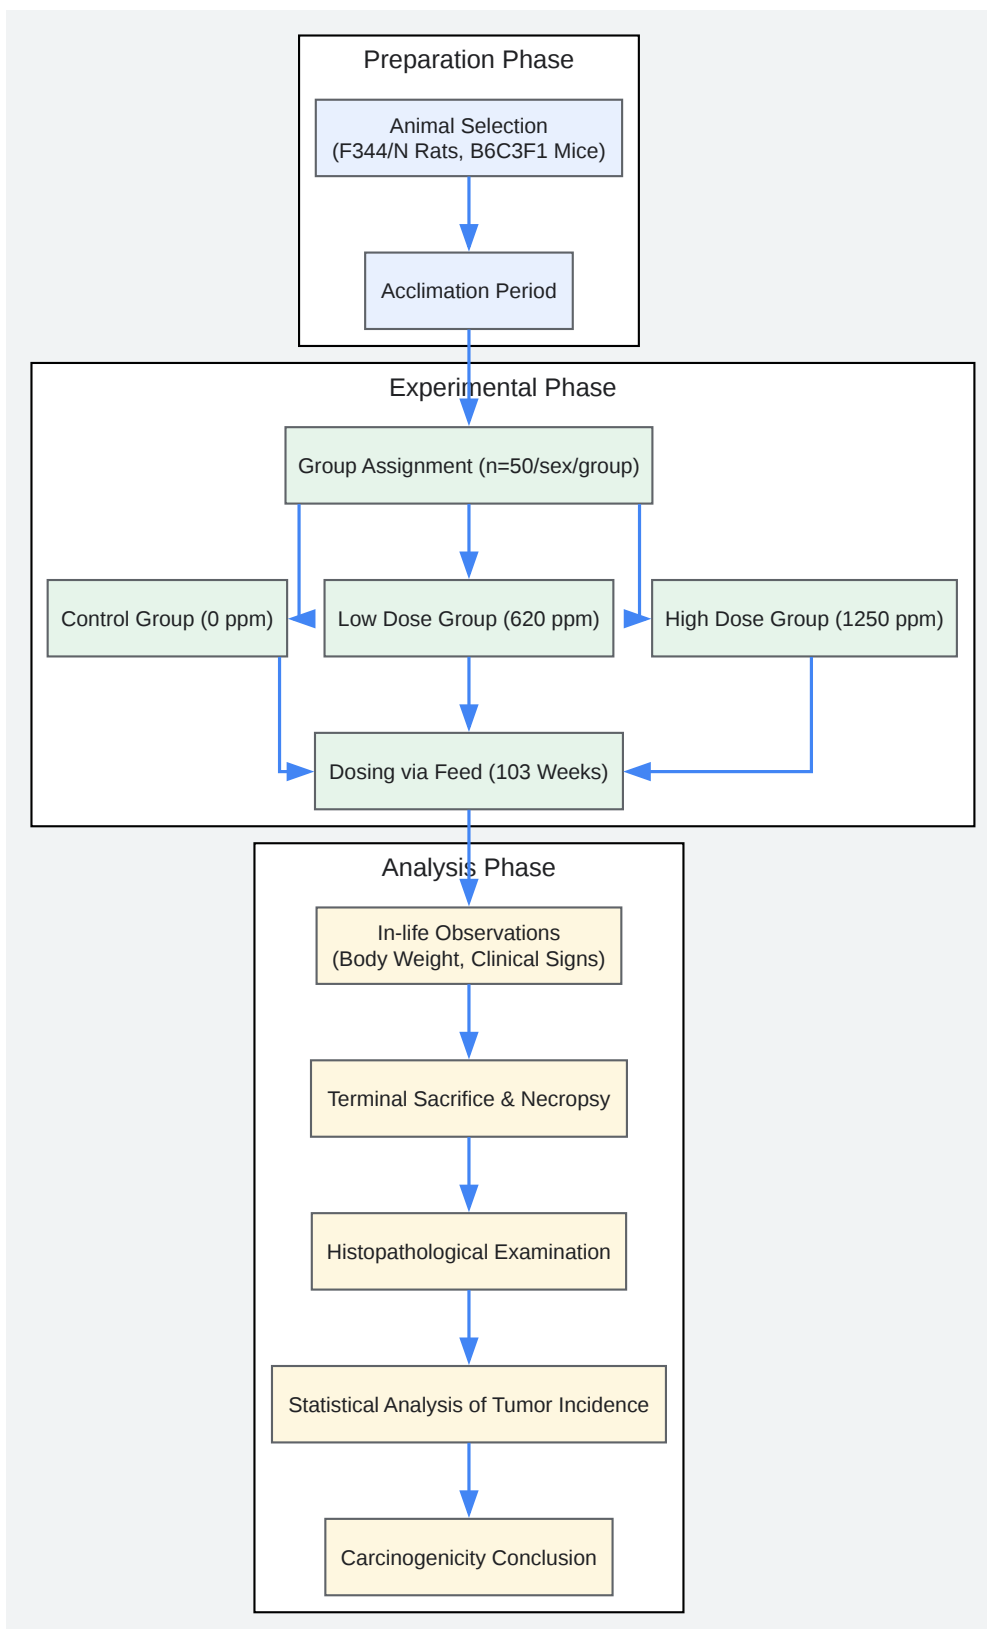 Preparation Phase
Animal Selection
(F344/N Rats, B6C3F1 Mice)
Acclimation Period
Experimental Phase
Group Assignment (n=50/sex/group)
Control Group (0 ppm)
Low Dose Group (620 ppm)
High Dose Group (1250 ppm)
Dosing via Feed (103 Weeks)
Analysis Phase
In-life Observations
(Body Weight, Clinical Signs)
Terminal Sacrifice & Necropsy
Histopathological Examination
Statistical Analysis of Tumor Incidence
Carcinogenicity Conclusion